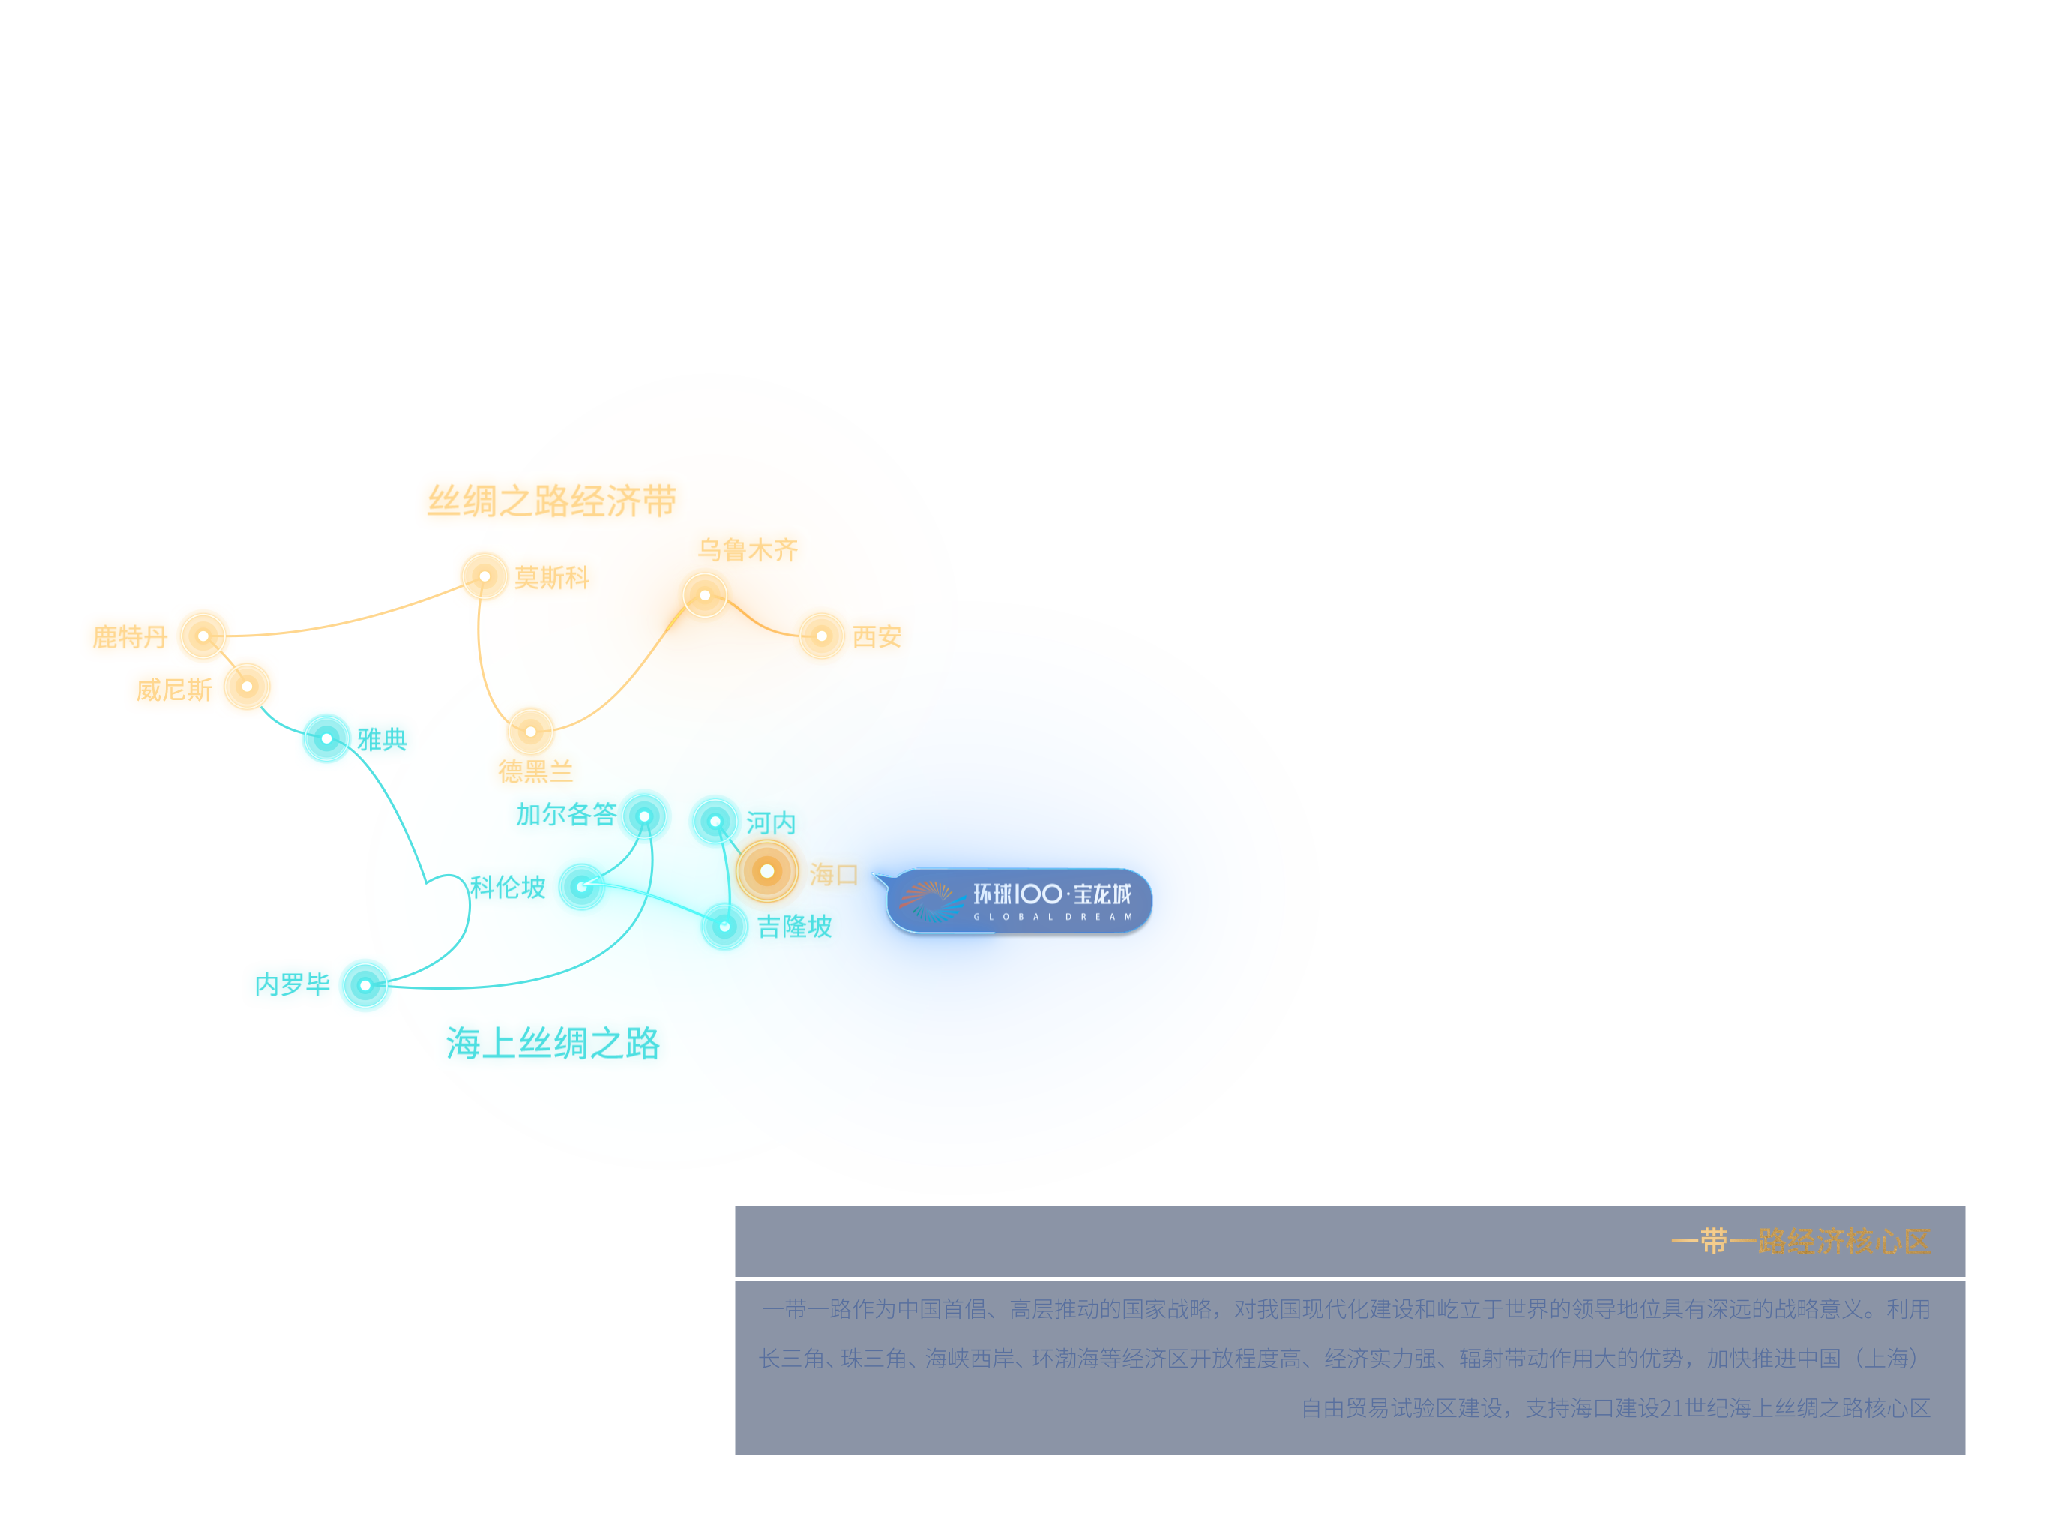 丝绸之路经济带
乌鲁木齐
莫斯科
鹿特丹
西安
威尼斯
雅典
德黑兰
加尔各答
河内
海口
科伦坡
环球100·宝龙城
GLOBAL DREAM
吉隆坡
内罗毕
海上丝绸之路
一带一路经济核心区
一带一路作为中国首倡、高层推动的国家战略，对我国现代化建设和屹立于世界的领导地位具有深远的战略意义。利用
长三角、珠三角、海峡西岸、环渤海等经济区开放程度高、经济实力强、辐射带动作用大的优势，加快推进中国（上海）
自由贸易试验区建设，支持海口建设21世纪海上丝绸之路核心区